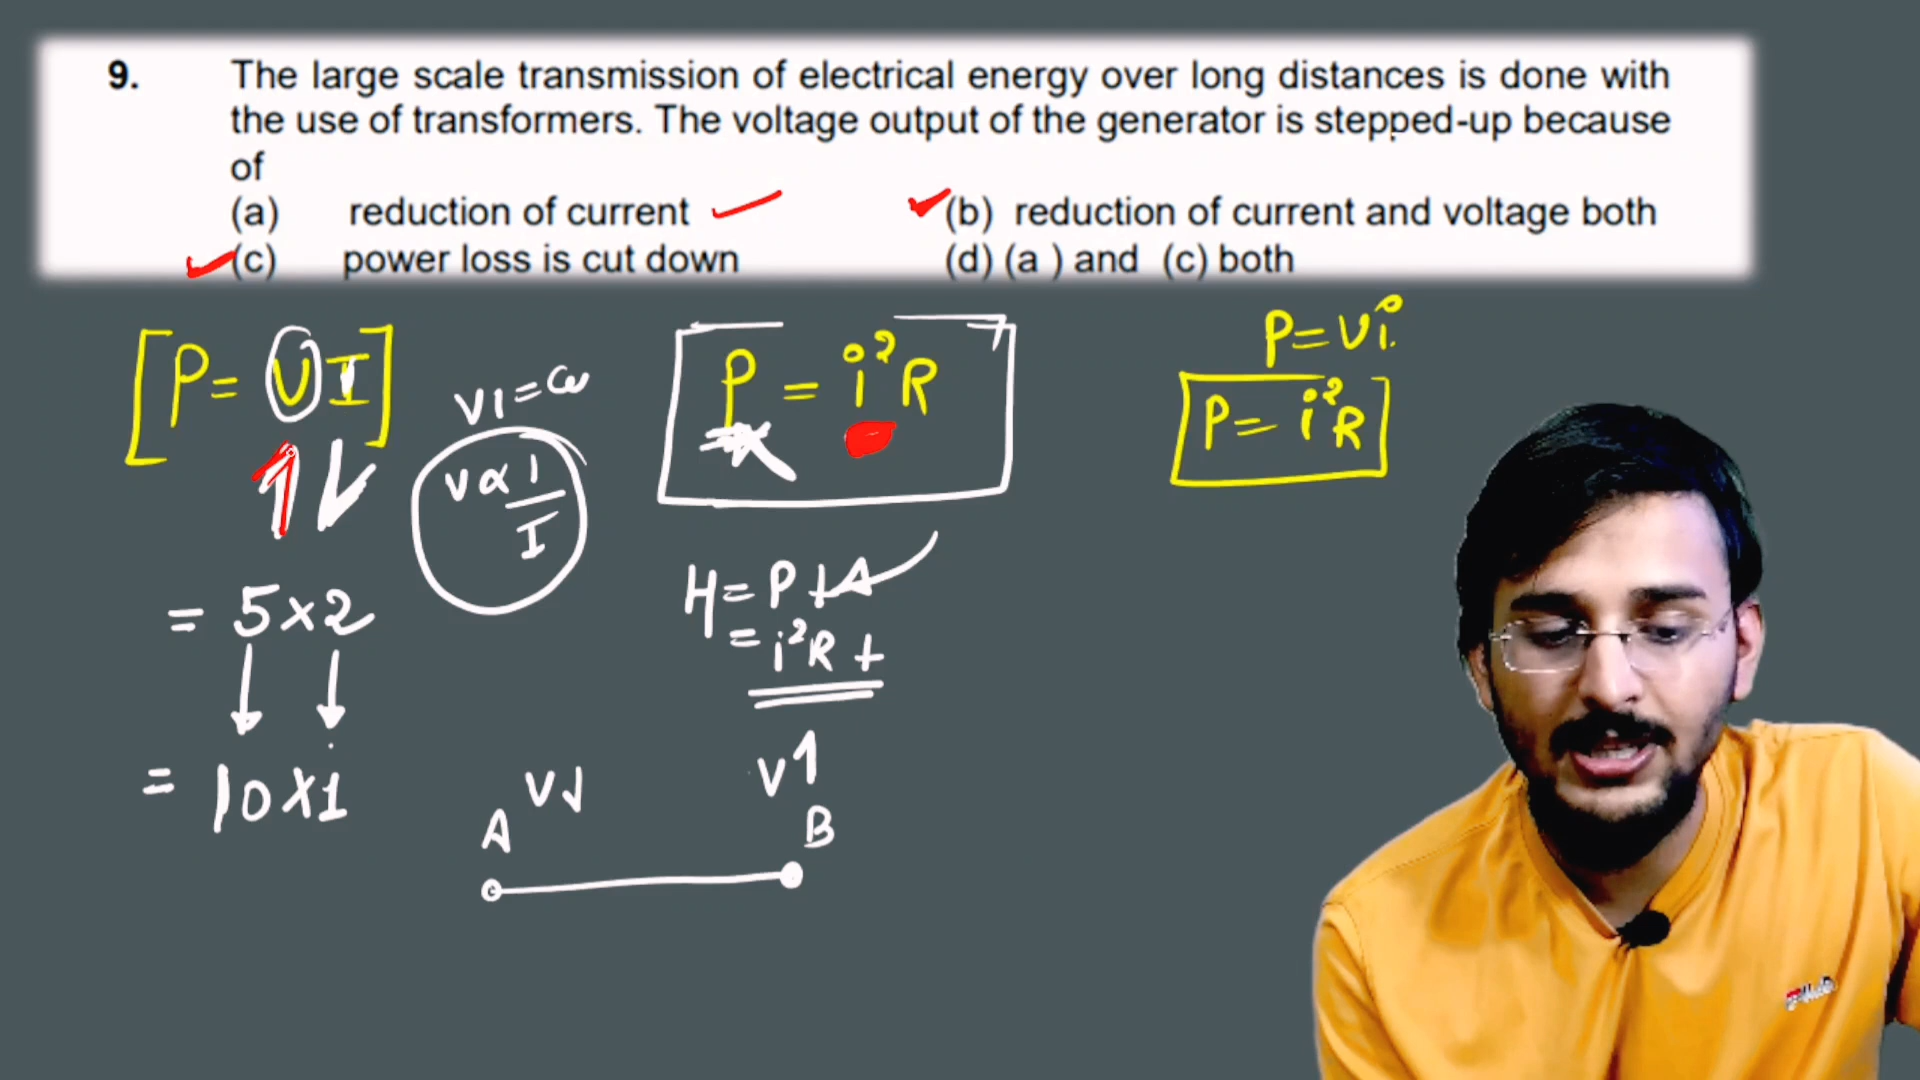 9. The large scale transmission of electrical energy over long distances is done with
the use of transformers. The voltage output of the generator is stepped-up because
of
(a) reduction of current (b) reduction of current and voltage both
(c) power loss is cut down (d) (a ) and (c) both
[P = VI]
VI =
V ∝ 1/I
= 5 × 2
= 10 × 1
P = i²R
H = P t
= i²R t
V↓
V↑
A
B
P = Vi
P = i²R